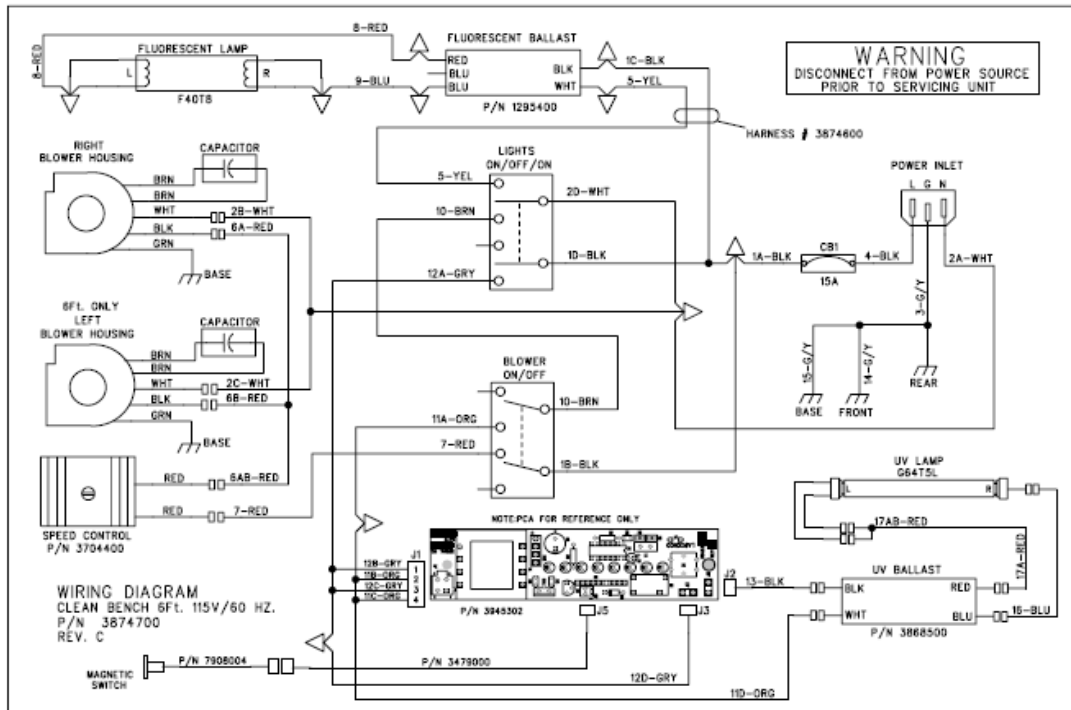 8-RED
8-RED
FLUORESCENT LAMP
L
R
F40T8
9-BLU
FLUORESCENT BALLAST
RED
BLU
BLU
BLK
WHT
P/N 1295400
1C-BLK
5-YEL
HARNESS # 3874600
WARNING
DISCONNECT FROM POWER SOURCE
PRIOR TO SERVICING UNIT
RIGHT
BLOWER HOUSING
CAPACITOR
BRN
BRN
WHT
2B-WHT
BLK
6A-RED
GRN
BASE
LIGHTS
ON/OFF/ON
5-YEL
10-BRN
12A-GRY
2D-WHT
1D-BLK
POWER INLET
L G N
1A-BLK
CB1
15A
4-BLK
2A-WHT
3-G/Y
15-G/Y
14-G/Y
BASE
FRONT
REAR
6Ft. ONLY
LEFT
BLOWER HOUSING
CAPACITOR
BRN
BRN
WHT
2C-WHT
BLK
6B-RED
GRN
BASE
BLOWER
ON/OFF
11A-ORG
7-RED
10-BRN
1B-BLK
RED
6AB-RED
RED
7-RED
SPEED CONTROL
P/N 3704400
UV LAMP
G64T5L
L
R
17AB-RED
17A-RED
NOTE:PCA FOR REFERENCE ONLY
J1
12B-GRY
11B-ORG
12C-GRY
11C-ORG
1
2
3
4
P/N 3945302
J2
J5
J3
13-BLK
UV BALLAST
BLK
RED
WHT
BLU
16-BLU
P/N 3868500
WIRING DIAGRAM
CLEAN BENCH 6Ft. 115V/60 HZ.
P/N 3874700
REV. C
MAGNETIC
SWITCH
P/N 7908004
P/N 3479000
12D-GRY
11D-ORG